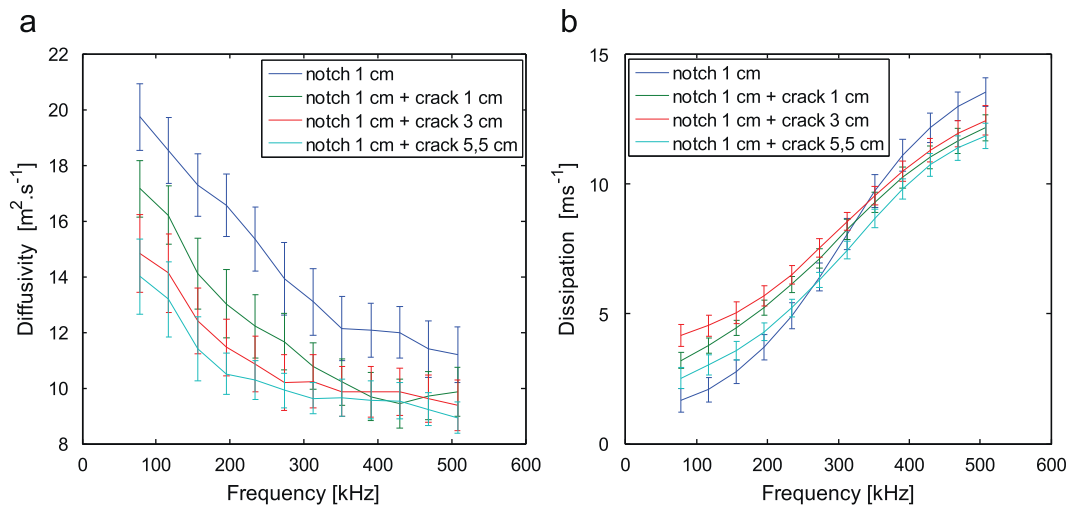 a
22
20
18
16
14
12
10
8
0
100
200
300
400
500
600
Diffusivity [m².s⁻¹]
Frequency [kHz]
notch 1 cm
notch 1 cm + crack 1 cm
notch 1 cm + crack 3 cm
notch 1 cm + crack 5,5 cm
b
15
10
5
0
0
100
200
300
400
500
600
Dissipation [ms⁻¹]
Frequency [kHz]
notch 1 cm
notch 1 cm + crack 1 cm
notch 1 cm + crack 3 cm
notch 1 cm + crack 5,5 cm